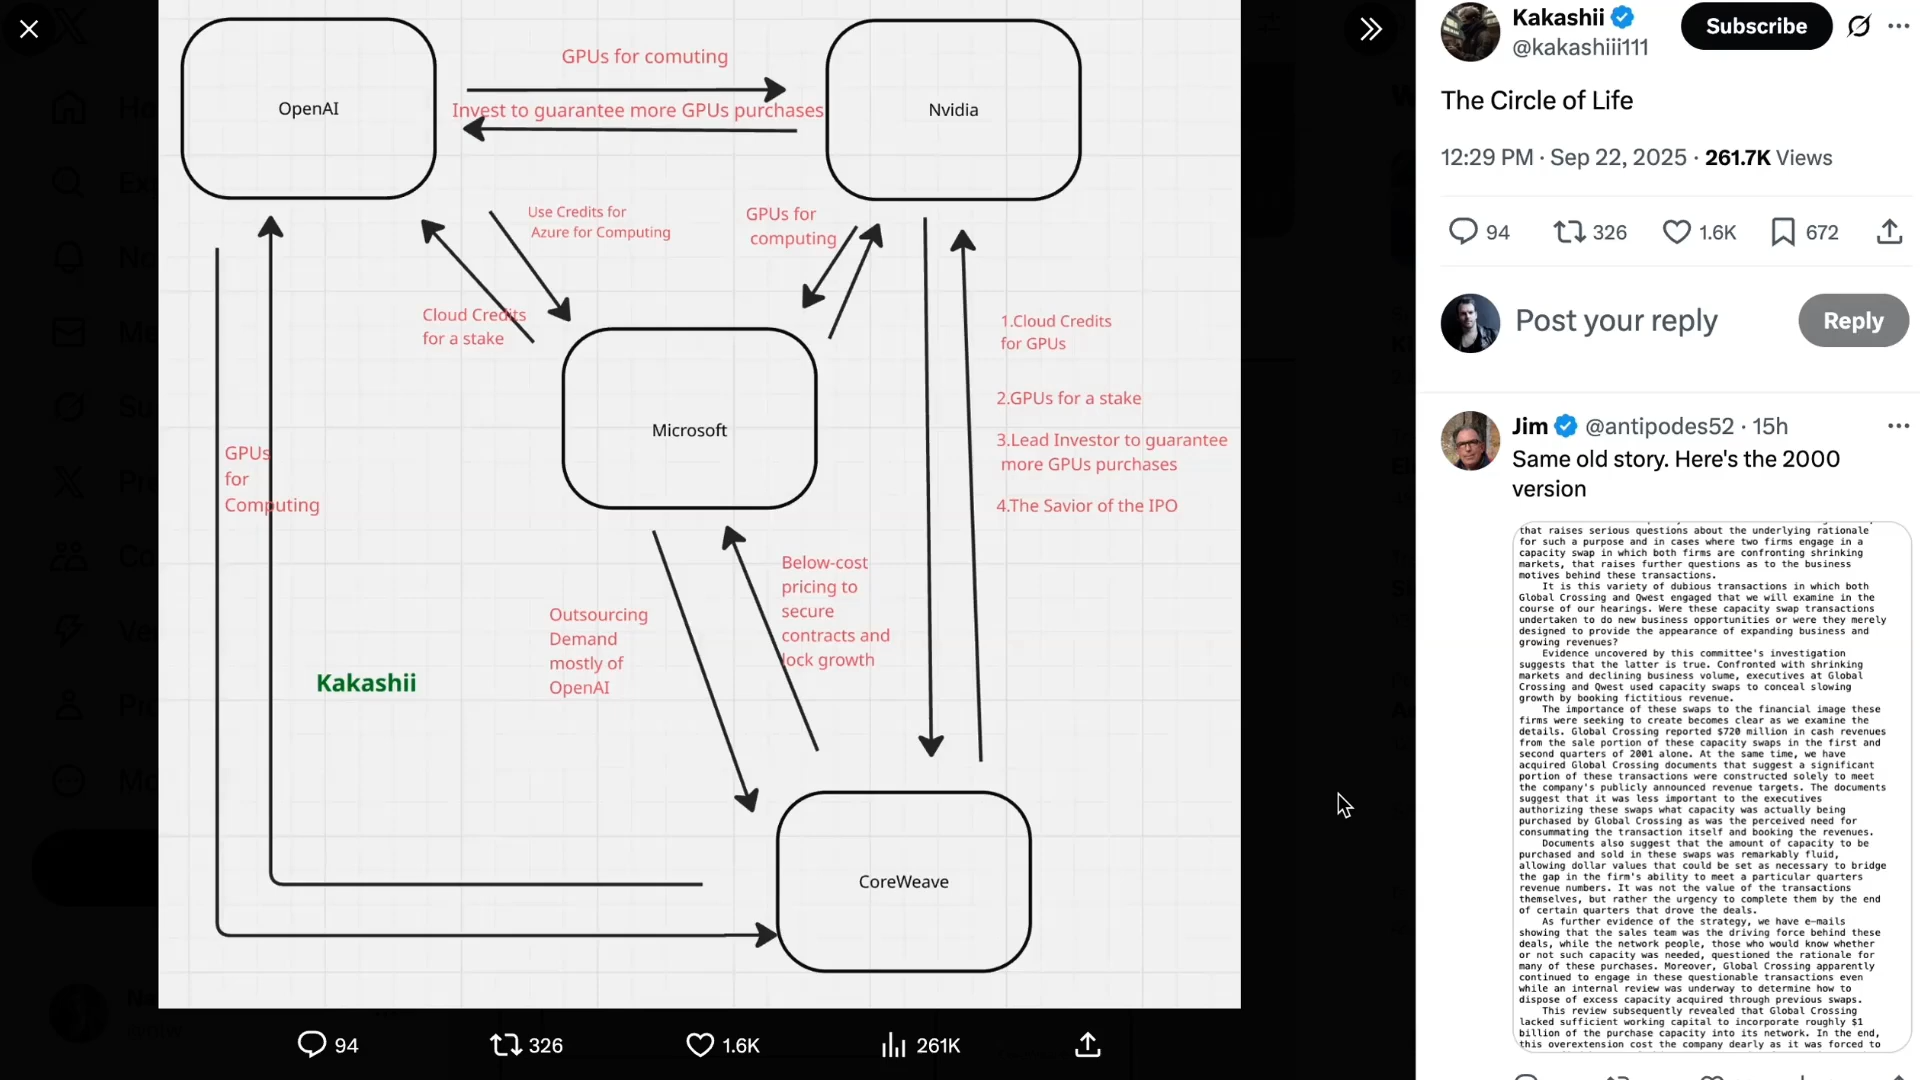 OpenAI
GPUs for comuting
Invest to guarantee more GPUs purchases
Nvidia
Use Credits for
Azure for Computing
GPUs for
computing
Cloud Credits
for a stake
Microsoft
1.Cloud Credits
for GPUs
2.GPUs for a stake
3.Lead Investor to guarantee
more GPUs purchases
4.The Savior of the IPO
GPUs
for
Computing
Outsourcing
Demand
mostly of
OpenAI
Below-cost
pricing to
secure
contracts and
lock growth
Kakashii
CoreWeave
94
326
1.6K
261K
Kakashii
@kakashiii111
Subscribe
The Circle of Life
12:29 PM · Sep 22, 2025 · 261.7K Views
94
326
1.6K
672
Post your reply
Reply
Jim @antipodes52 · 15h
Same old story. Here's the 2000
version
that raises serious questions about the underlying rationale
for such a purpose and in cases where two firms engage in a
capacity swap in which both firms are confronting shrinking
markets, that raises further questions as to the business
motives behind these transactions.
It is this variety of dubious transactions in which both
Global Crossing and Qwest engaged that we will examine in the
course of our hearings. Were these capacity swap transactions
undertaken to do new business opportunities or were they merely
designed to provide the appearance of expanding business and
growing revenues?
Evidence uncovered by this committee's investigation
suggests that the latter is true. Confronted with shrinking
markets and declining business volume, executives at Global
Crossing and Qwest used capacity swaps to conceal slowing
growth by booking fictitious revenue.
The importance of these swaps to the financial image these
firms were seeking to create becomes clear as we examine the
details. Global Crossing reported $720 million in cash revenues
from the sale portion of these capacity swaps in the first and
second quarters of 2001 alone. At the same time, we have
acquired Global Crossing documents that suggest a significant
portion of these transactions were constructed solely to meet
the company's publicly announced revenue targets. The documents
suggest that it was less important to the executives
authorizing these swaps what capacity was actually being
purchased by Global Crossing as was the perceived need for
consummating the transaction itself and booking the revenues.
Documents also suggest that the amount of capacity to be
purchased and sold in these swaps was remarkably fluid,
allowing dollar values that could be set as necessary to bridge
the gap in the firm's ability to meet a particular quarters
revenue numbers. It was not the value of the transactions
themselves, but rather the urgency to complete them by the end
of certain quarters that drove the deals.
As further evidence of the strategy, we have e-mails
showing that the sales team was the driving force behind these
deals, while the network people, those who would know whether
or not such capacity was needed, questioned the rationale for
many of these purchases. Moreover, Global Crossing apparently
continued to engage in these questionable transactions even
while an internal review was underway to determine how to
dispose of excess capacity acquired through previous swaps.
This review subsequently revealed that Global Crossing
lacked sufficient working capital to incorporate roughly $1
billion of the purchase capacity into its network. In the end,
this overextension cost the company dearly as it was forced to